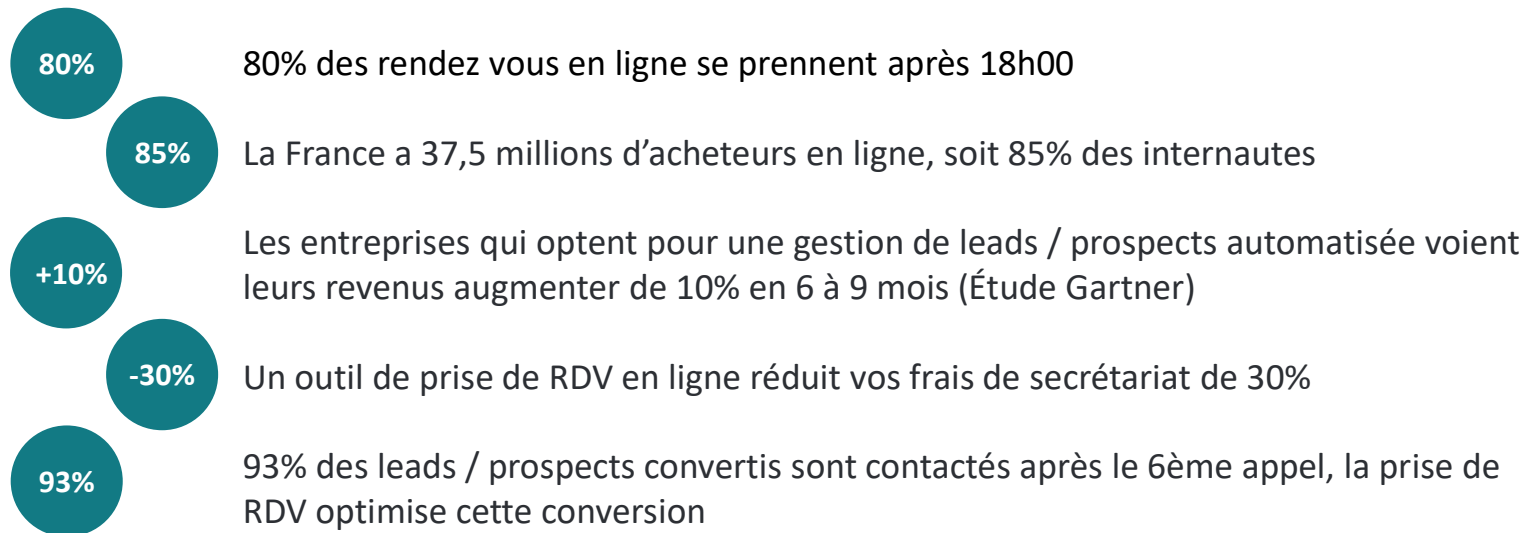 80%
80% des rendez vous en ligne se prennent après 18h00
85%
La France a 37,5 millions d’acheteurs en ligne, soit 85% des internautes
+10%
Les entreprises qui optent pour une gestion de leads / prospects automatisée voient
leurs revenus augmenter de 10% en 6 à 9 mois (Étude Gartner)
-30%
Un outil de prise de RDV en ligne réduit vos frais de secrétariat de 30%
93%
93% des leads / prospects convertis sont contactés après le 6ème appel, la prise de
RDV optimise cette conversion